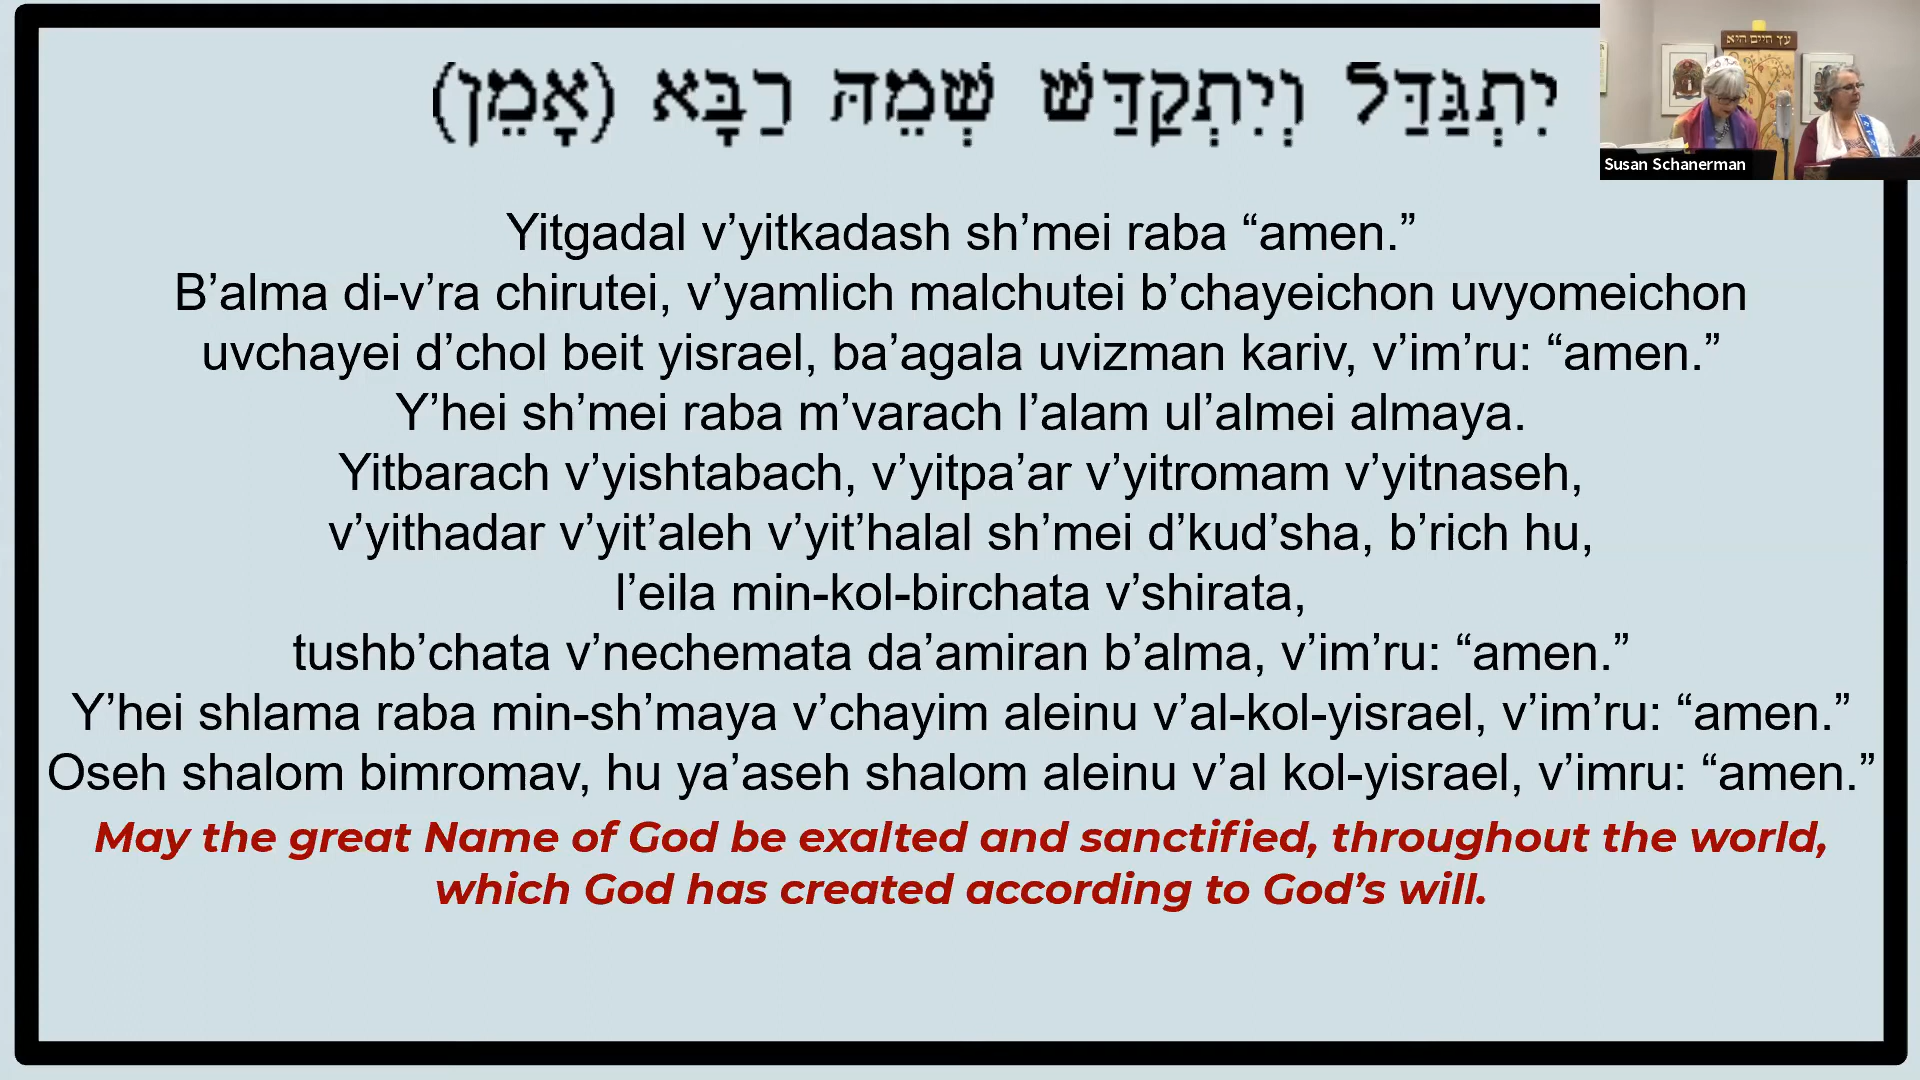 יִתְגַּדַּל וְיִתְקַדַּשׁ שְׁמֵהּ רַבָּא (אָמֵן)
עץ חיים היא
Susan Schanerman
Yitgadal v’yitkadash sh’mei raba “amen.”
B’alma di-v’ra chirutei, v’yamlich malchutei b’chayeichon uvyomeichon
uvchayei d’chol beit yisrael, ba’agala uvizman kariv, v’im’ru: “amen.”
Y’hei sh’mei raba m’varach l’alam ul’almei almaya.
Yitbarach v’yishtabach, v’yitpa’ar v’yitromam v’yitnaseh,
v’yithadar v’yit’aleh v’yit’halal sh’mei d’kud’sha, b’rich hu,
l’eila min-kol-birchata v’shirata,
tushb’chata v’nechemata da’amiran b’alma, v’im’ru: “amen.”
Y’hei shlama raba min-sh’maya v’chayim aleinu v’al-kol-yisrael, v’im’ru: “amen.”
Oseh shalom bimromav, hu ya’aseh shalom aleinu v’al kol-yisrael, v’imru: “amen.”
May the great Name of God be exalted and sanctified, throughout the world,
which God has created according to God’s will.